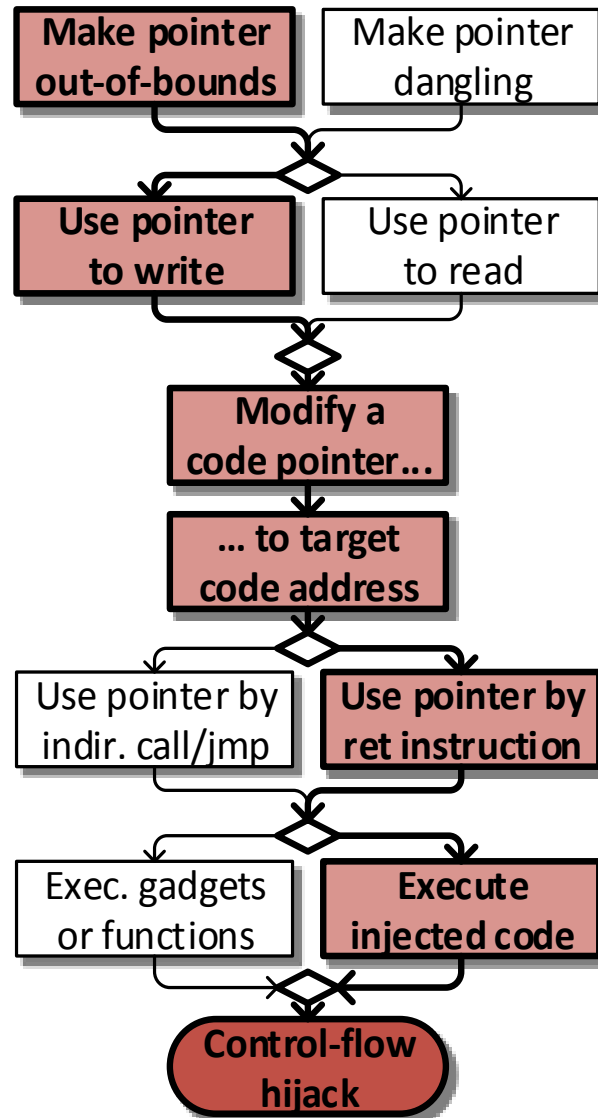 Make pointer
out-of-bounds
Make pointer
dangling
Use pointer
to write
Use pointer
to read
Modify a
code pointer...
... to target
code address
Use pointer by
indir. call/jmp
Use pointer by
ret instruction
Exec. gadgets
or functions
Execute
injected code
Control-flow
hijack